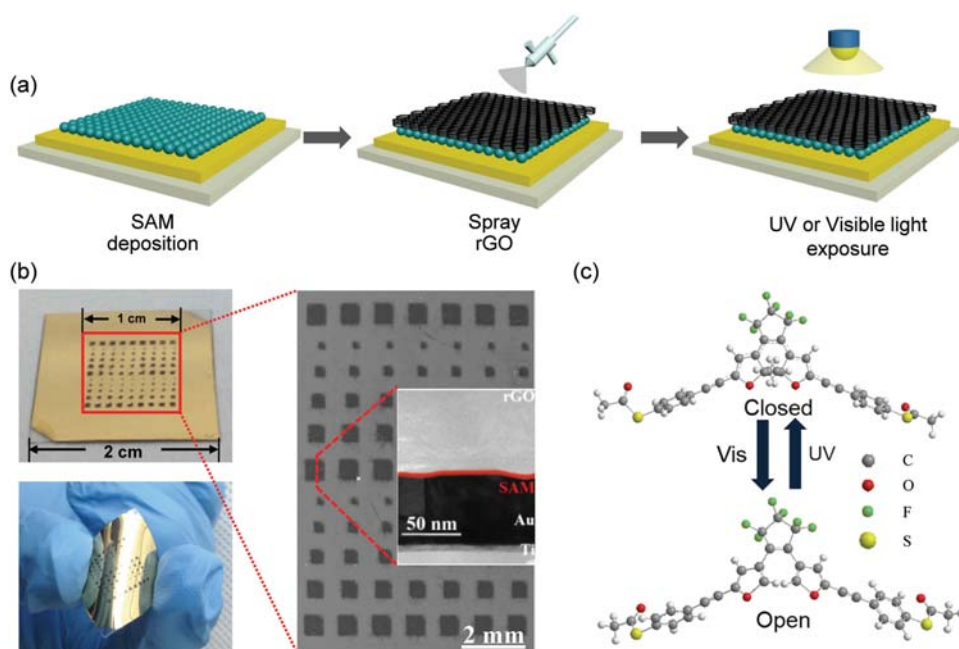 (a)
SAM
deposition
Spray
rGO
UV or Visible light
exposure
(b)
1 cm
2 cm
rGO
SAM
50 nm
Au
Ti
2 mm
(c)
Closed
Vis
UV
Open
C
O
F
S